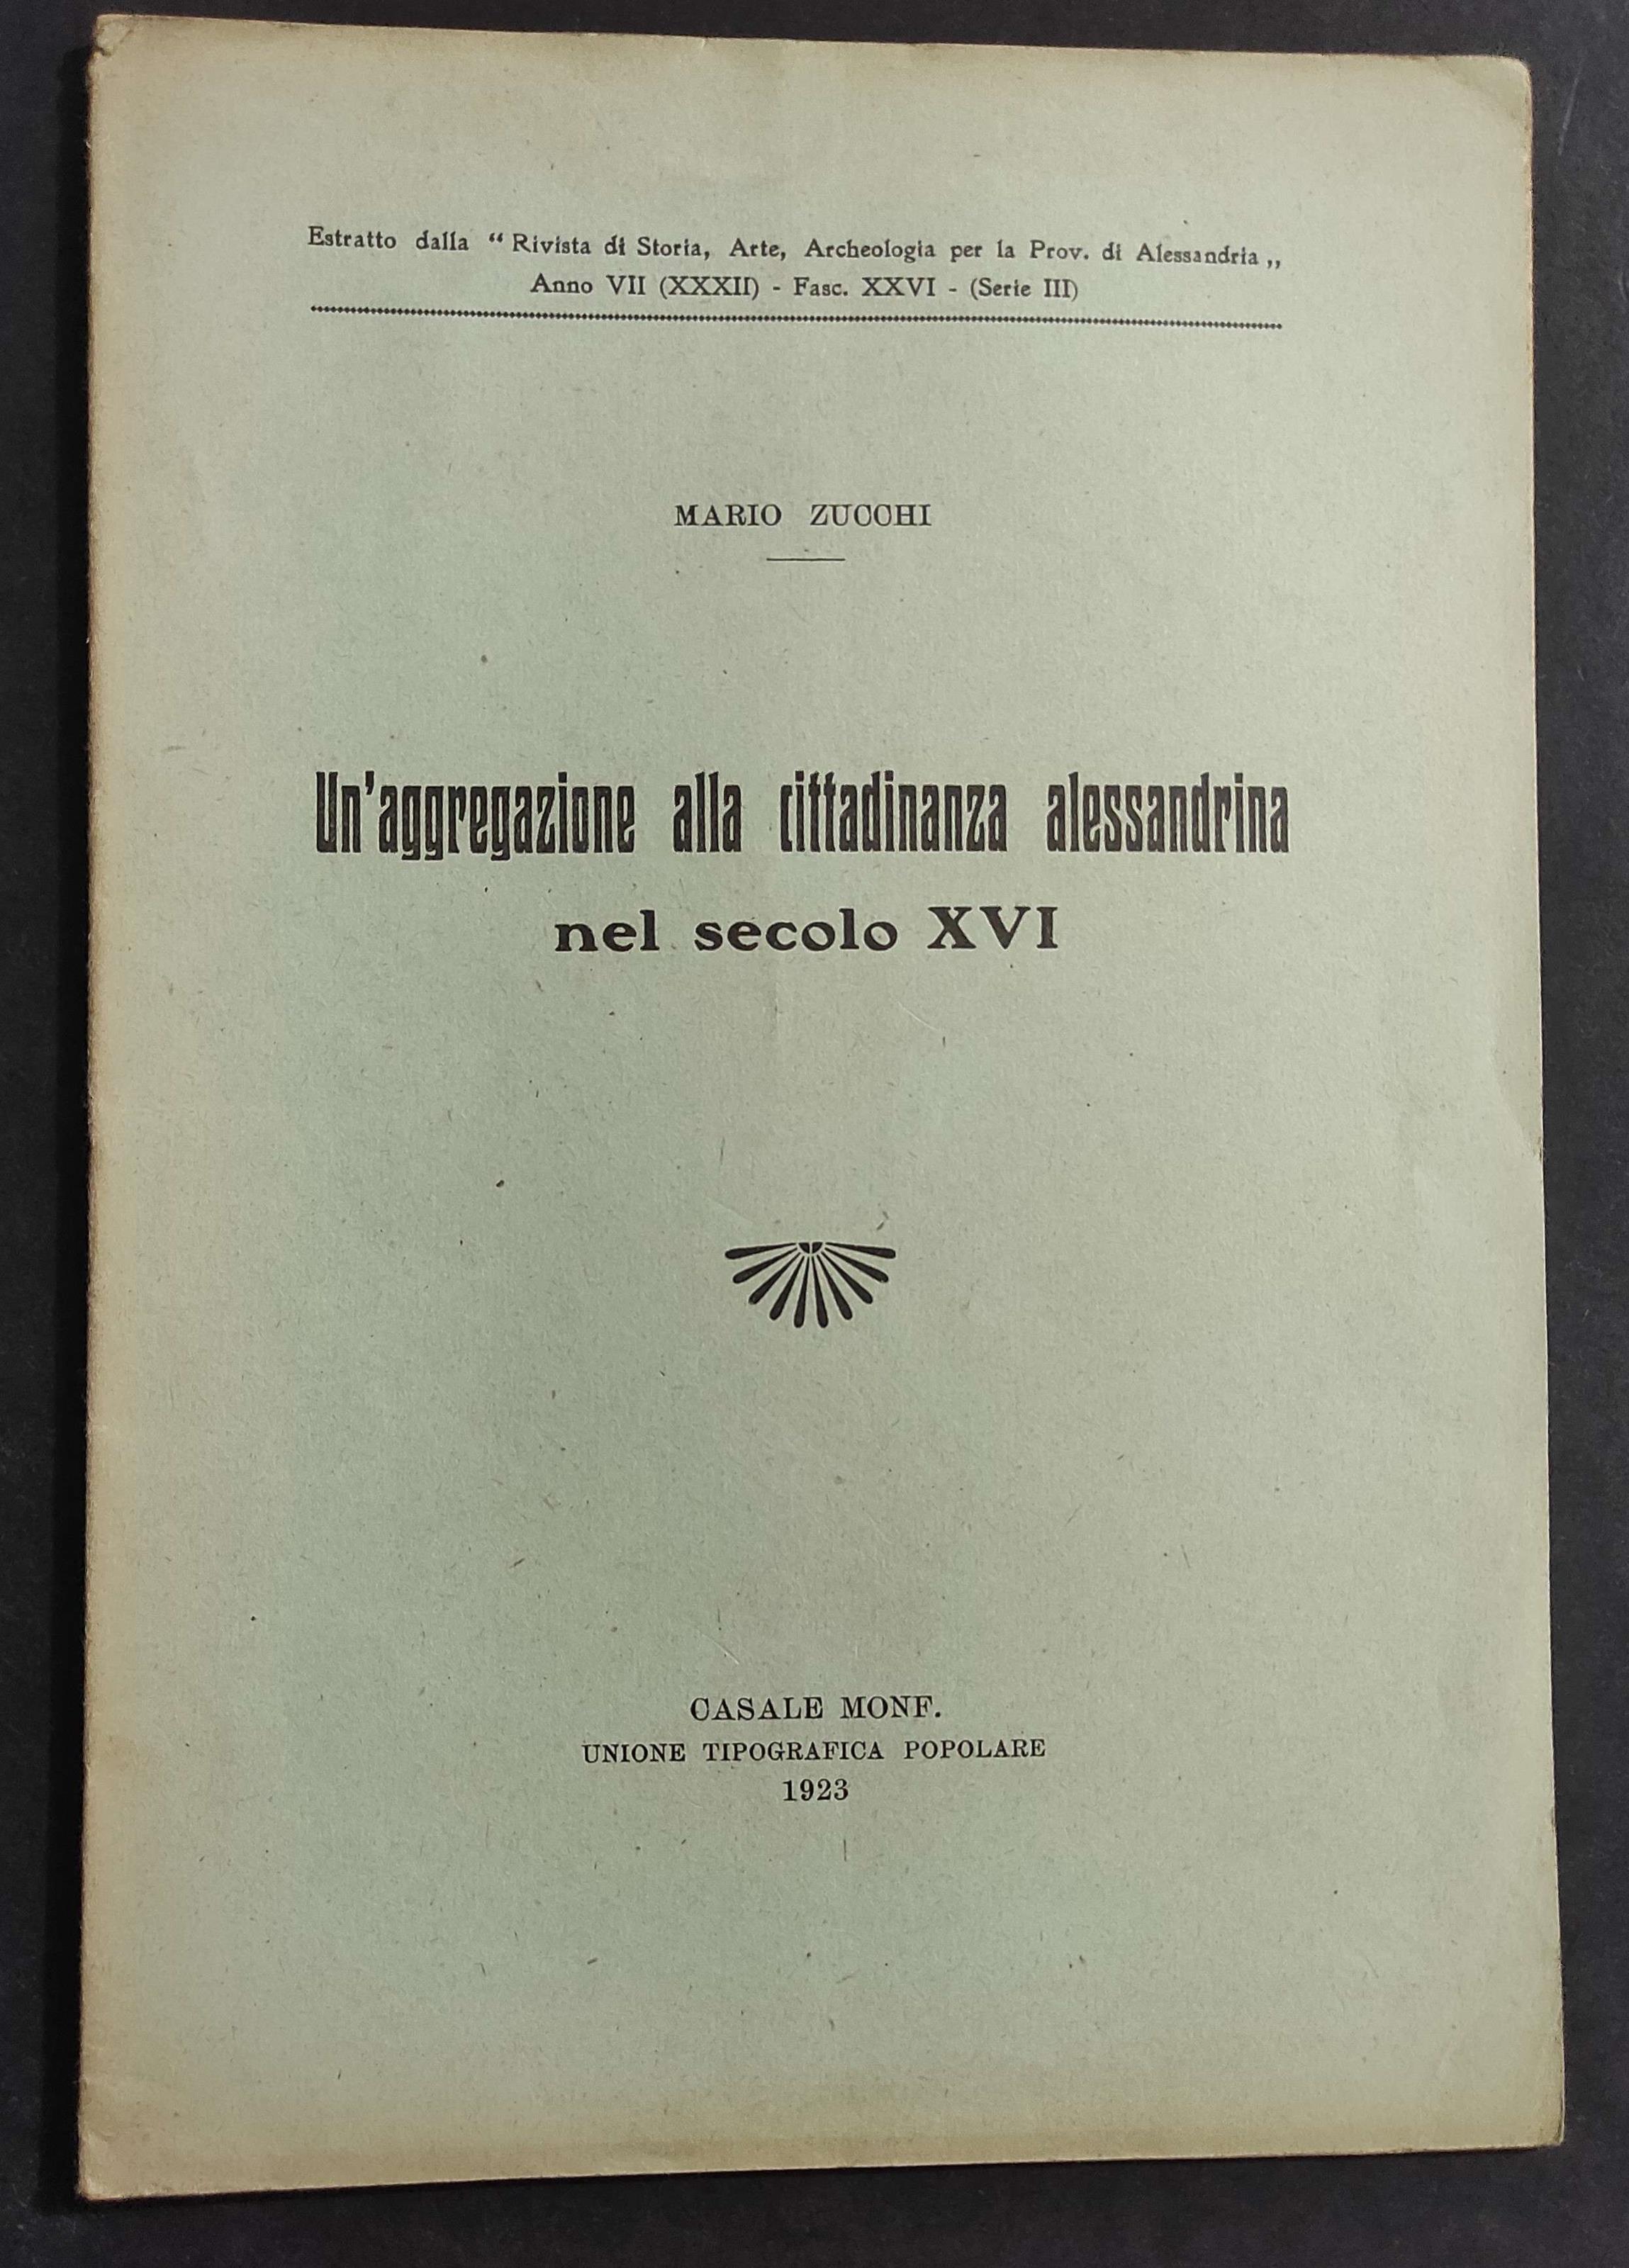 Estratto dalla “ Rivista di Storia, Arte, Archeologia per la Prov. di Alessandria „
Anno VII (XXXII) - Fasc. XXVI - (Serie III)
MARIO ZUCCHI
Un'aggregazione alla cittadinanza alessandrina
nel secolo XVI
CASALE MONF.
UNIONE TIPOGRAFICA POPOLARE
1923